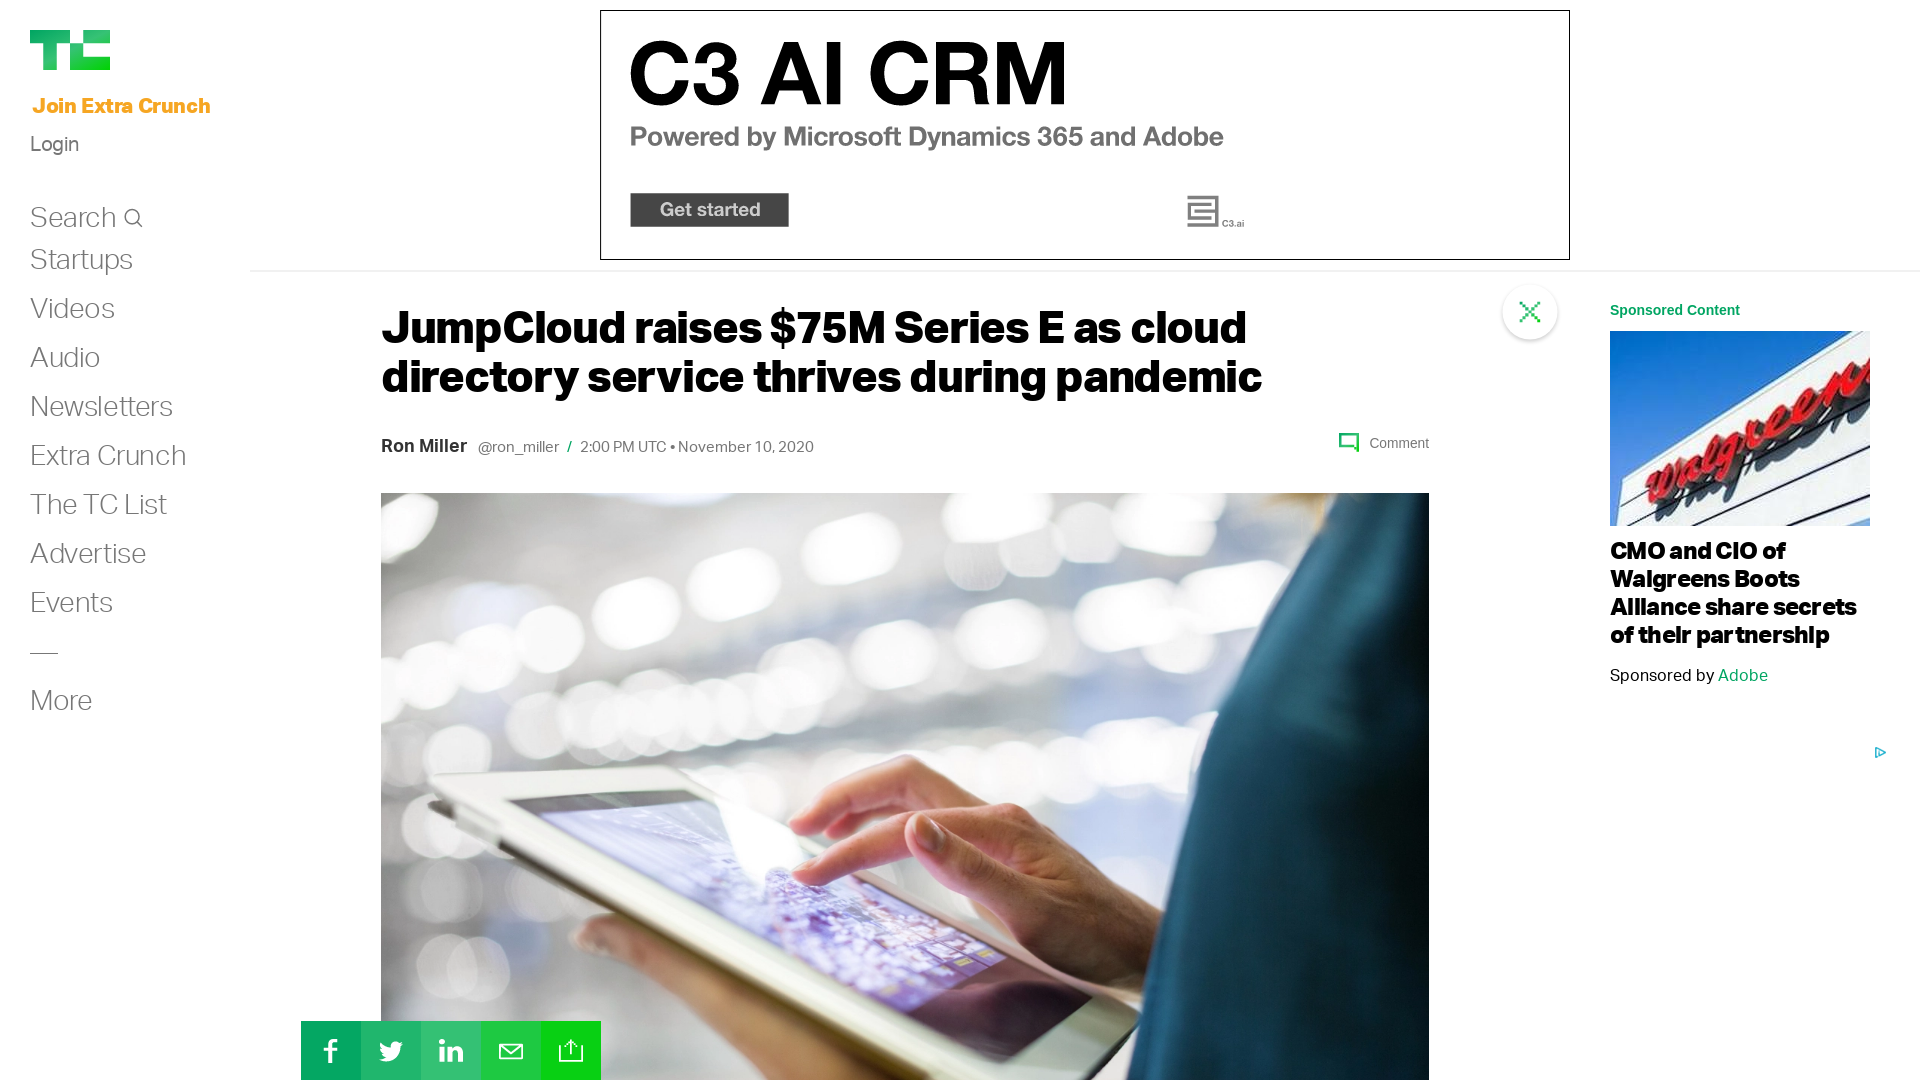 TC
Join Extra Crunch
Login
Search
Startups
Videos
Audio
Newsletters
Extra Crunch
The TC List
Advertise
Events
—
More
C3 AI CRM
Powered by Microsoft Dynamics 365 and Adobe
Get started
C3.ai
JumpCloud raises $75M Series E as cloud
directory service thrives during pandemic
Ron Miller @ron_miller / 2:00 PM UTC • November 10, 2020
Comment
Sponsored Content
Walgreens
CMO and CIO of
Walgreens Boots
Alliance share secrets
of their partnership
Sponsored by Adobe